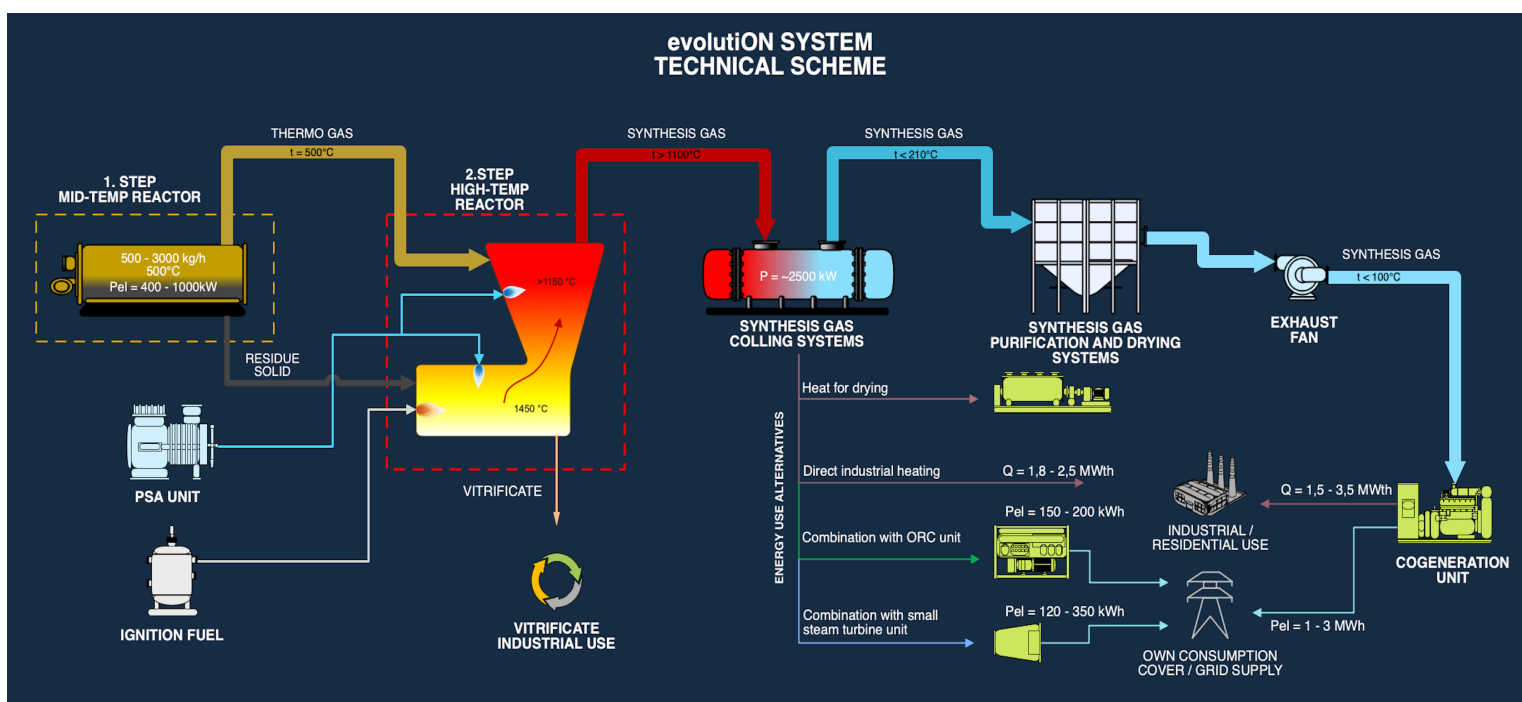 evolutiON SYSTEM
TECHNICAL SCHEME
THERMO GAS
t = 500°C
SYNTHESIS GAS
t > 1100°C
SYNTHESIS GAS
t < 210°C
1. STEP
MID-TEMP REACTOR
500 - 3000 kg/h
500°C
Pel = 400 - 1000kW
2.STEP
HIGH-TEMP
REACTOR
>1150 °C
1450 °C
RESIDUE
SOLID
PSA UNIT
IGNITION FUEL
VITRIFICATE
VITRIFICATE
INDUSTRIAL USE
P = ~2500 kW
SYNTHESIS GAS
COLLING SYSTEMS
SYNTHESIS GAS
PURIFICATION AND DRYING
SYSTEMS
EXHAUST
FAN
SYNTHESIS GAS
t < 100°C
ENERGY USE ALTERNATIVES
Heat for drying
Direct industrial heating
Q = 1,8 - 2,5 MWth
Combination with ORC unit
Pel = 150 - 200 kWh
Combination with small
steam turbine unit
Pel = 120 - 350 kWh
INDUSTRIAL /
RESIDENTIAL USE
Q = 1,5 - 3,5 MWth
COGENERATION
UNIT
Pel = 1 - 3 MWh
OWN CONSUMPTION
COVER / GRID SUPPLY